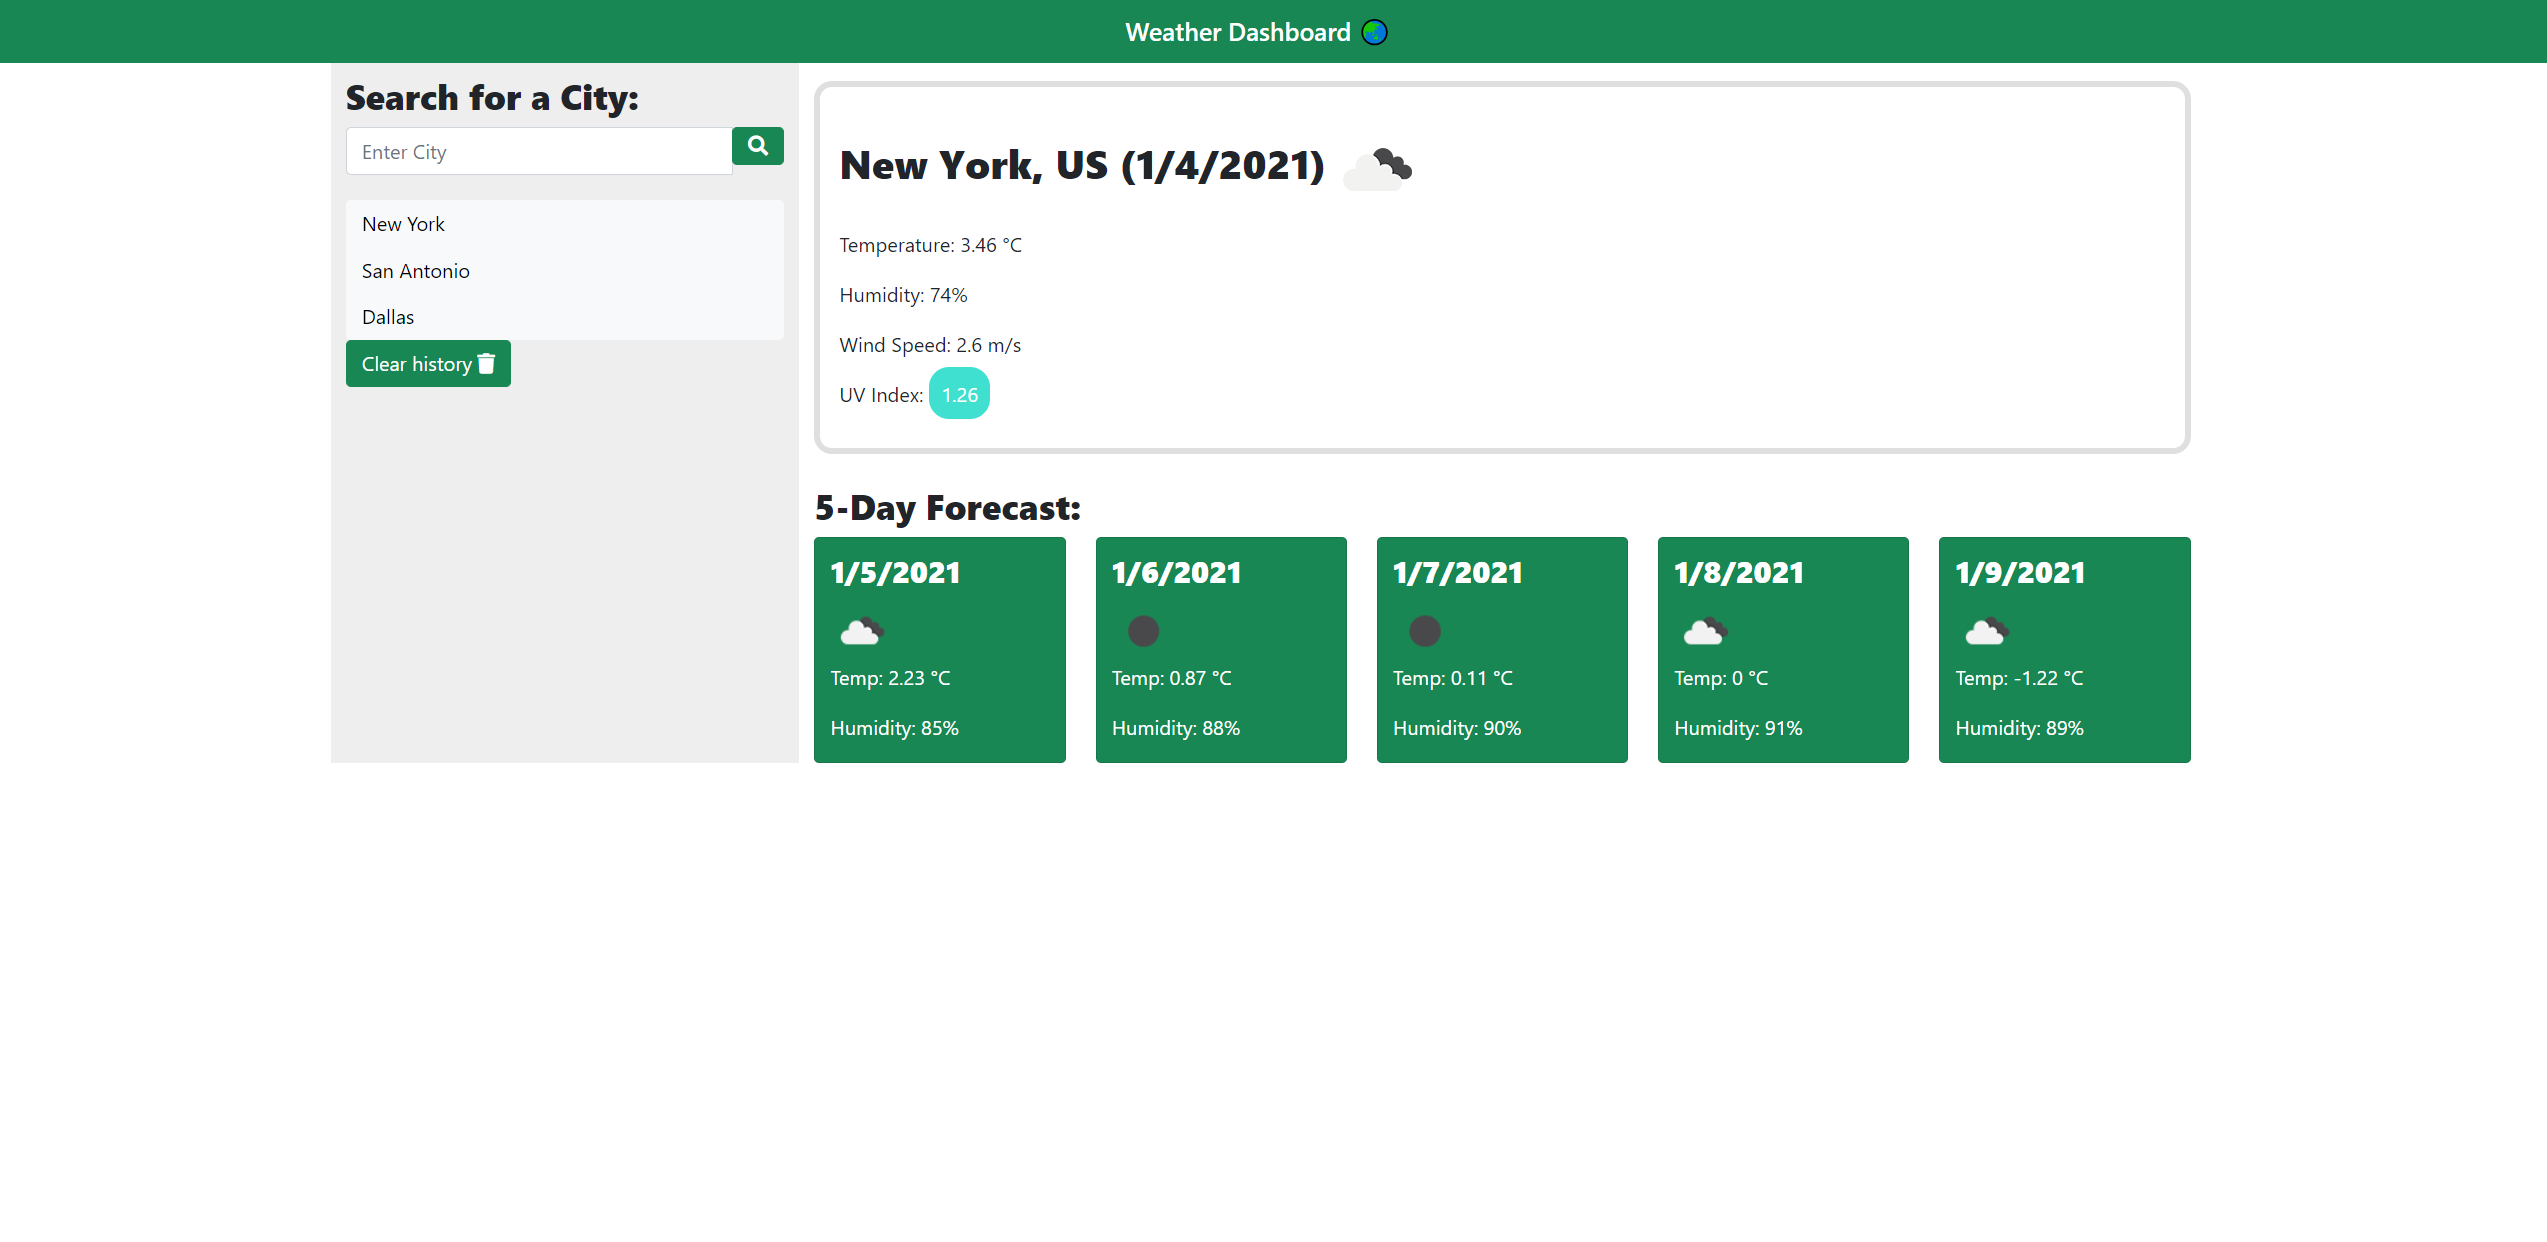 Weather Dashboard
Search for a City:
Enter City
New York
San Antonio
Dallas
Clear history
New York, US (1/4/2021)
Temperature: 3.46 °C
Humidity: 74%
Wind Speed: 2.6 m/s
UV Index: 1.26
5-Day Forecast:
1/5/2021
Temp: 2.23 °C
Humidity: 85%
1/6/2021
Temp: 0.87 °C
Humidity: 88%
1/7/2021
Temp: 0.11 °C
Humidity: 90%
1/8/2021
Temp: 0 °C
Humidity: 91%
1/9/2021
Temp: -1.22 °C
Humidity: 89%